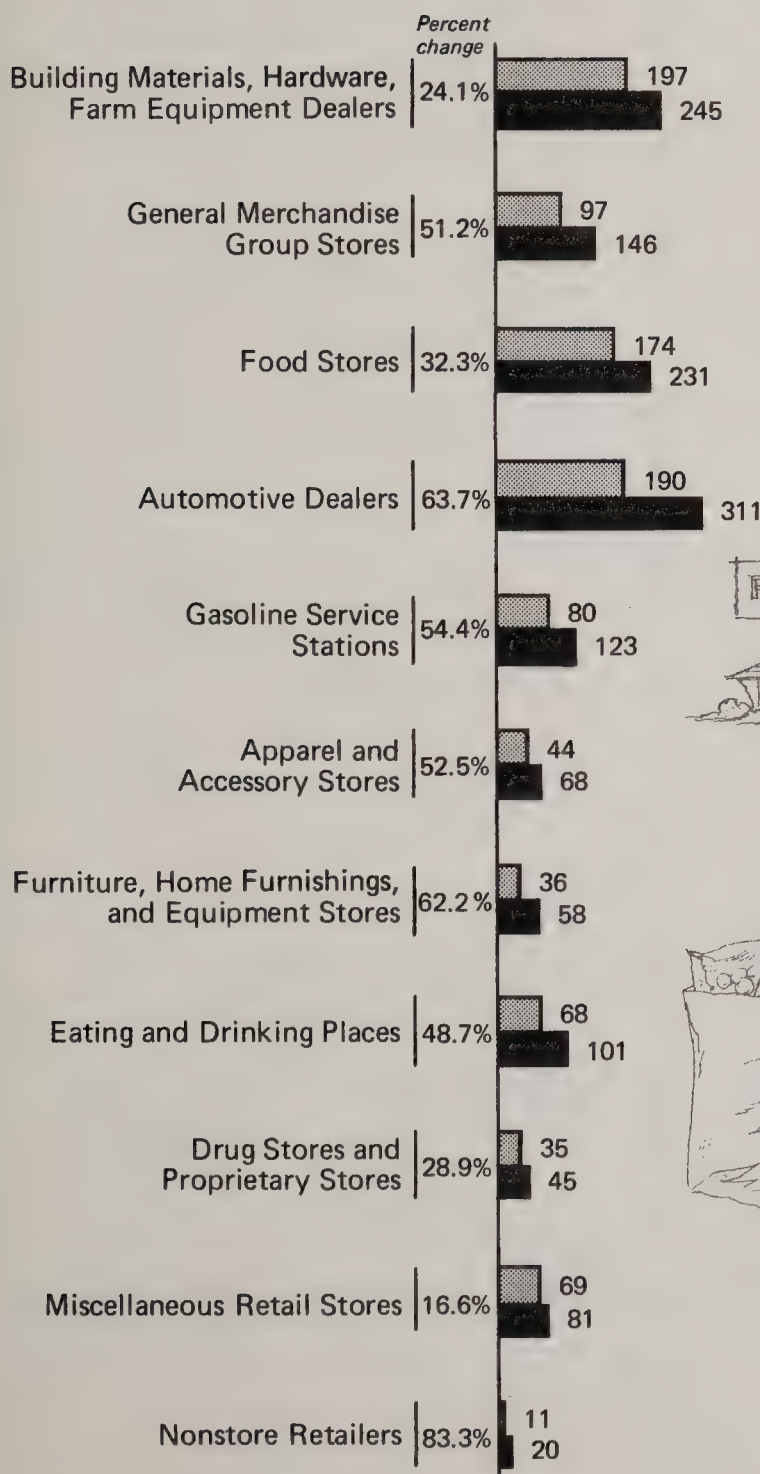 Percent
change
Building Materials, Hardware,
Farm Equipment Dealers
24.1%
197
245
General Merchandise
Group Stores
51.2%
97
146
Food Stores
32.3%
174
231
Automotive Dealers
63.7%
190
311
Gasoline Service
Stations
54.4%
80
123
Apparel and
Accessory Stores
52.5%
44
68
Furniture, Home Furnishings,
and Equipment Stores
62.2%
36
58
Eating and Drinking Places
48.7%
68
101
Drug Stores and
Proprietary Stores
28.9%
35
45
Miscellaneous Retail Stores
16.6%
69
81
Nonstore Retailers
83.3%
11
20